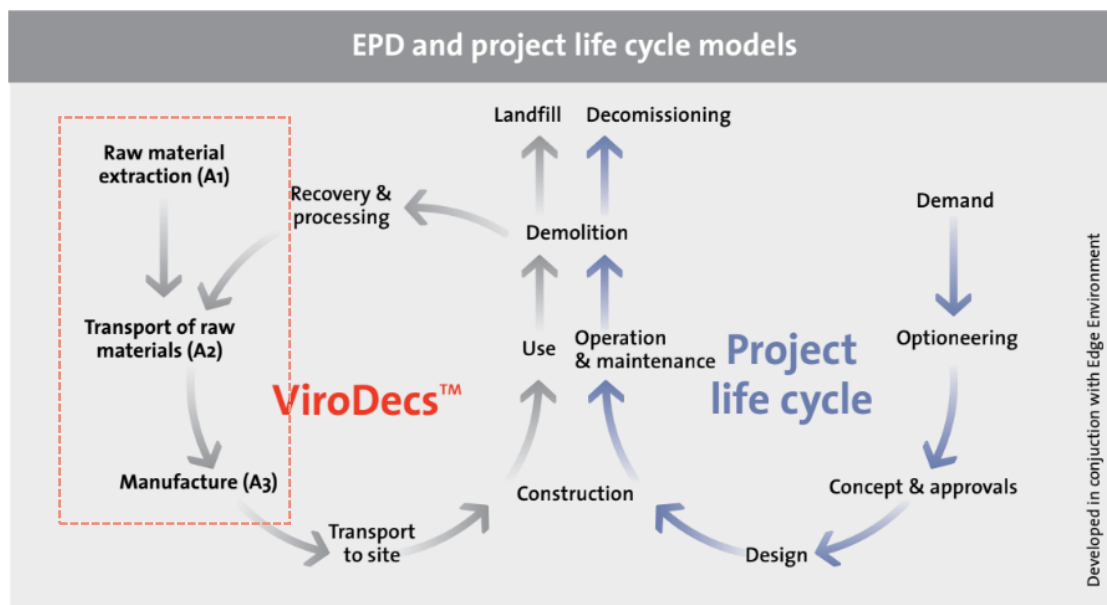 EPD and project life cycle models
Landfill
Decomissioning
Raw material
extraction (A1)
Recovery &
processing
Demolition
Demand
Transport of raw
materials (A2)
Use
Operation
& maintenance
Optioneering
ViroDecs™
Project
life cycle
Manufacture (A3)
Construction
Concept & approvals
Transport
to site
Design
Developed in conjuction with Edge Environment